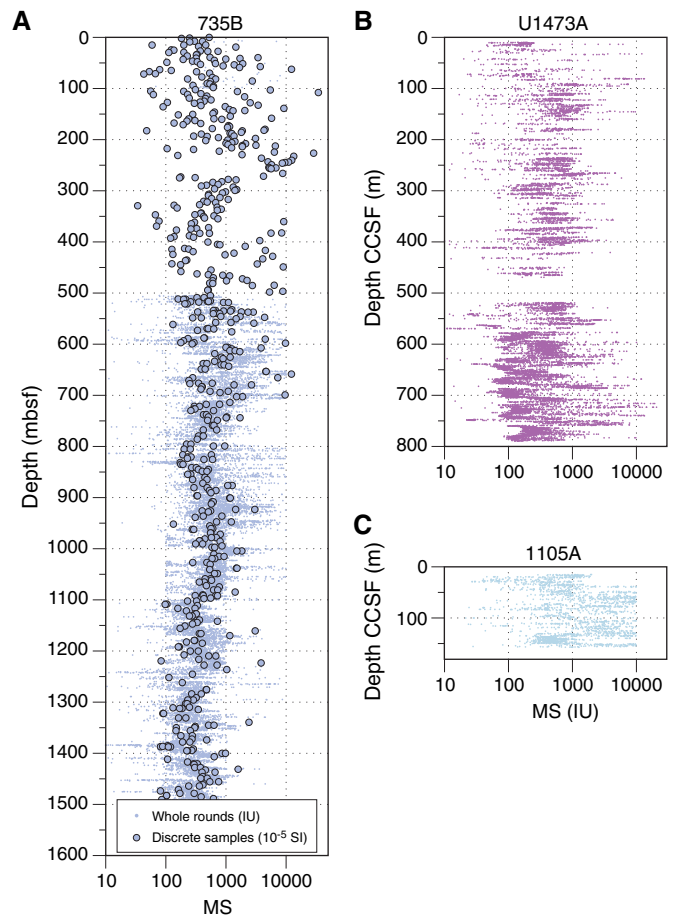 A
735B
0
100
200
300
400
500
600
700
800
900
1000
1100
1200
1300
1400
1500
1600
Depth (mbsf)
Whole rounds (IU)
Discrete samples (10-5 SI)
10 100 1000 10000
MS
B
U1473A
0
100
200
300
400
500
600
700
800
Depth CCSF (m)
10 100 1000 10000
C
1105A
0
100
Depth CCSF (m)
10 100 1000 10000
MS (IU)